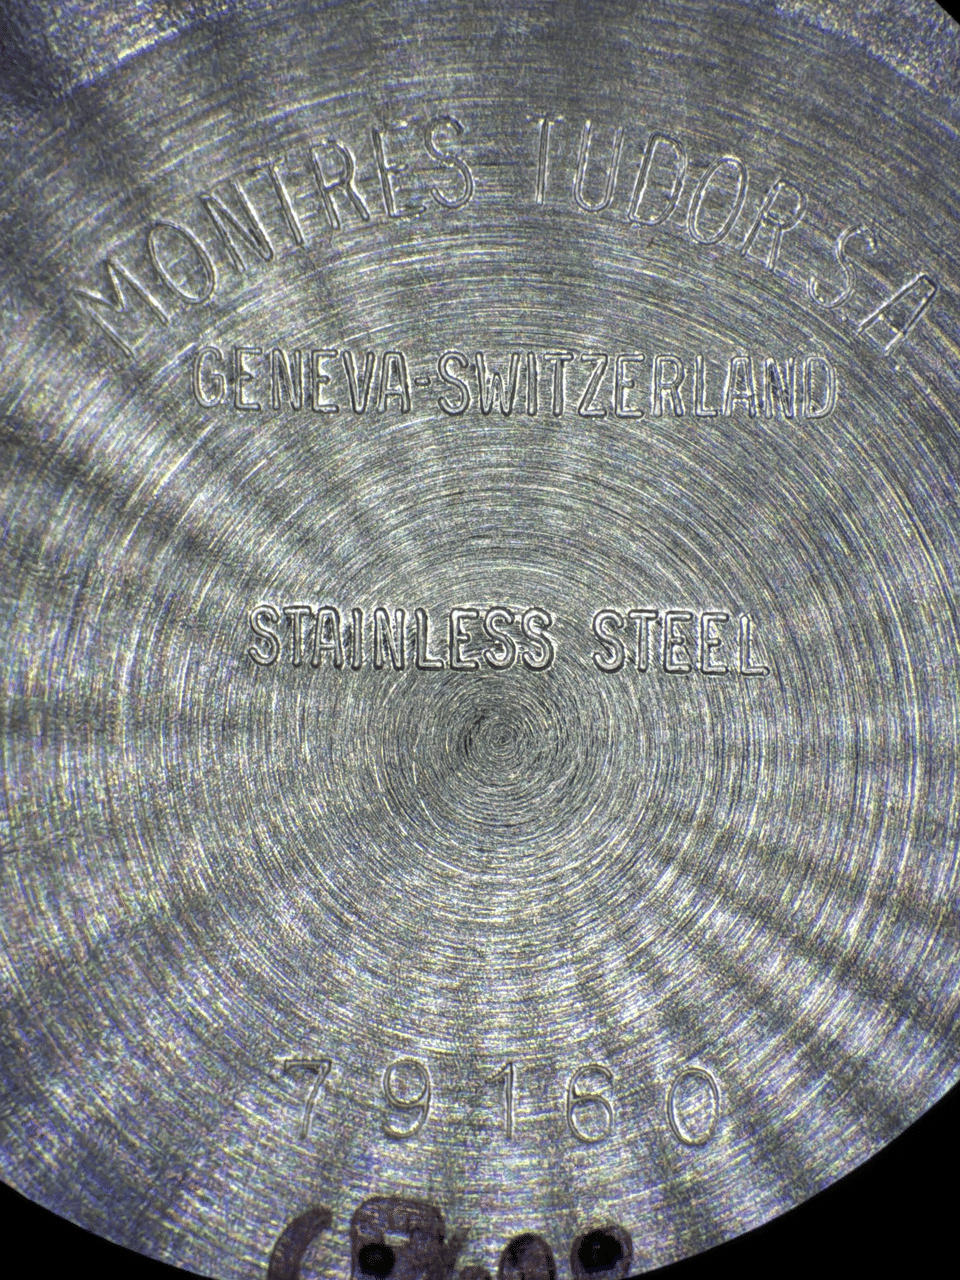 MONTRES TUDOR S A
GENEVA-SWITZERLAND
STAINLESS STEEL
79160